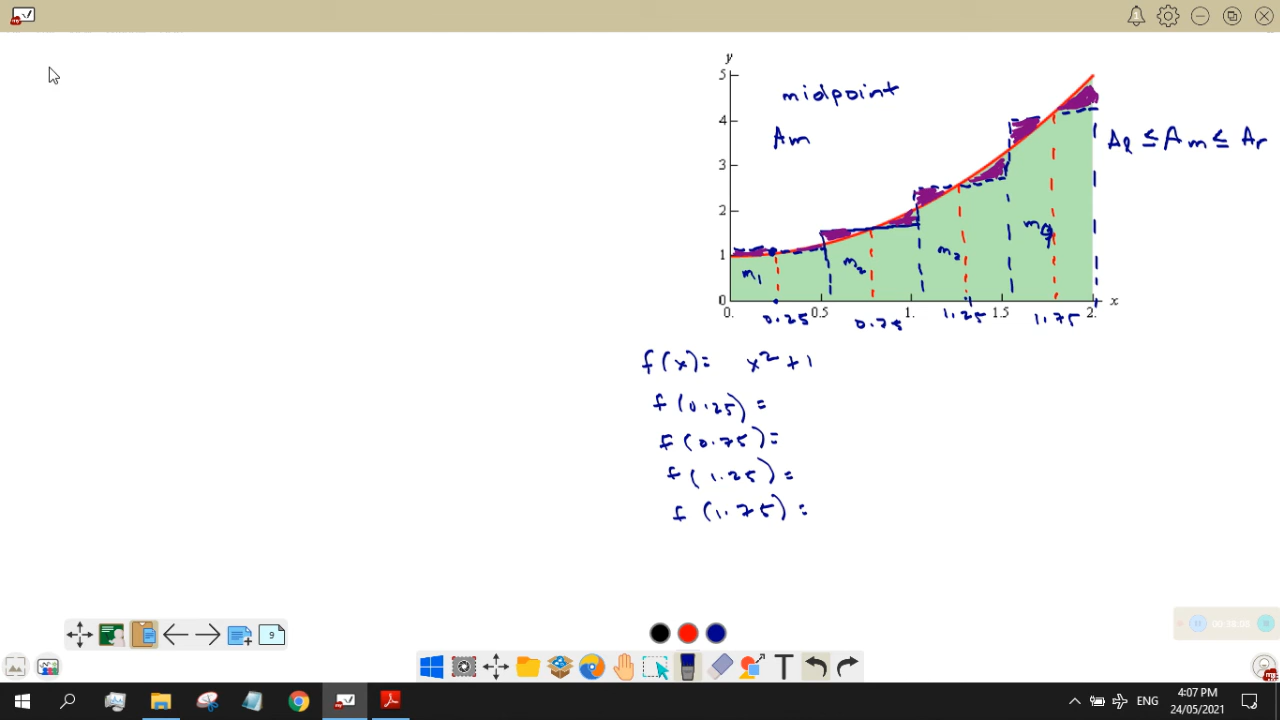 y
5
midpoint
4
Am
Aℓ ≤ Am ≤ Ar
3
2
1
m1
m2
m2
0
x
0.
0.5
1.
1.5
2.
0.25
0.75
1.25
1.75
f(x) = x² + 1
f(0.25) =
f(0.75) =
f(1.25) =
f(1.75) =
9
T
ENG
4:07 PM
24/05/2021